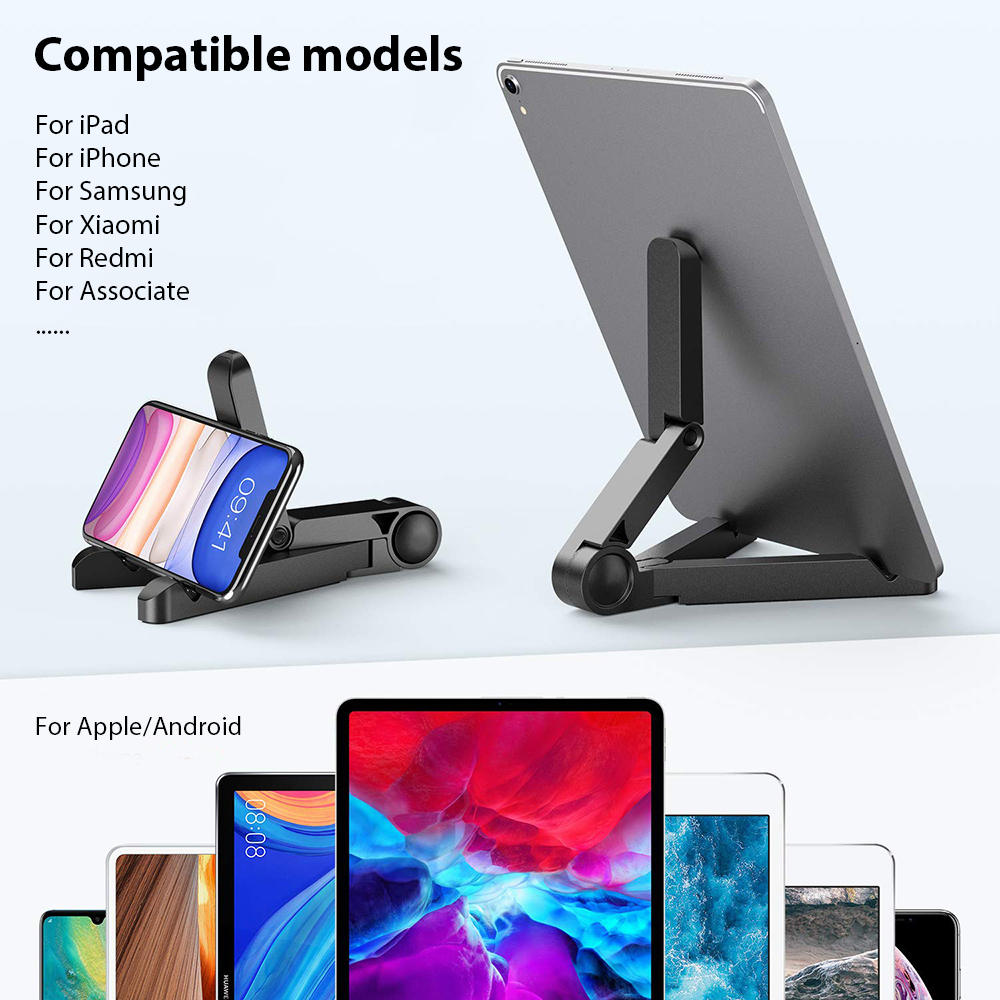 Compatible models
For iPad
For iPhone
For Samsung
For Xiaomi
For Redmi
For Associate
......
09:41
For Apple/Android
08:08
HUAWEI